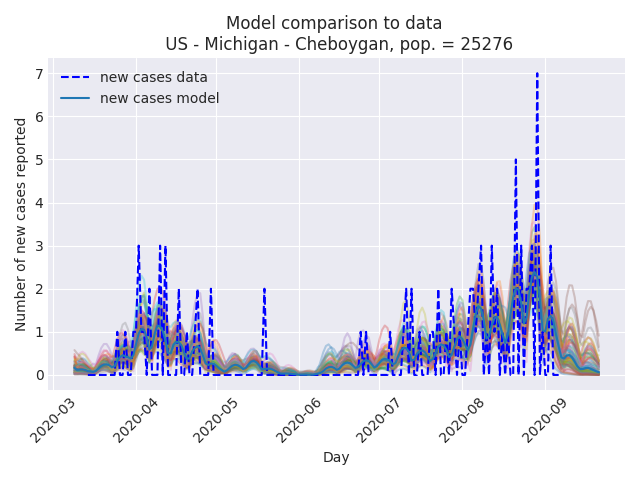 Model comparison to data
US - Michigan - Cheboygan, pop. = 25276
new cases data
new cases model
Number of new cases reported
7
6
5
4
3
2
1
0
2020-03
2020-04
2020-05
2020-06
2020-07
2020-08
2020-09
Day